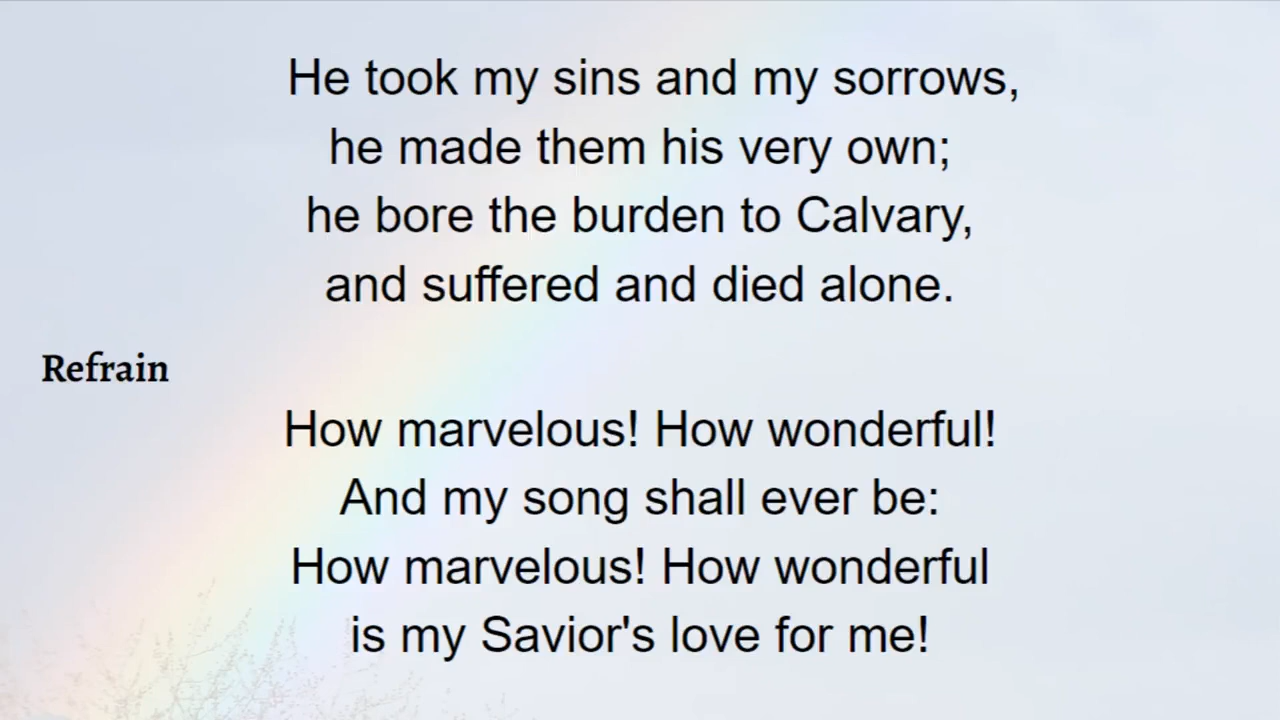 He took my sins and my sorrows,
he made them his very own;
he bore the burden to Calvary,
and suffered and died alone.
Refrain
How marvelous! How wonderful!
And my song shall ever be:
How marvelous! How wonderful
is my Savior's love for me!